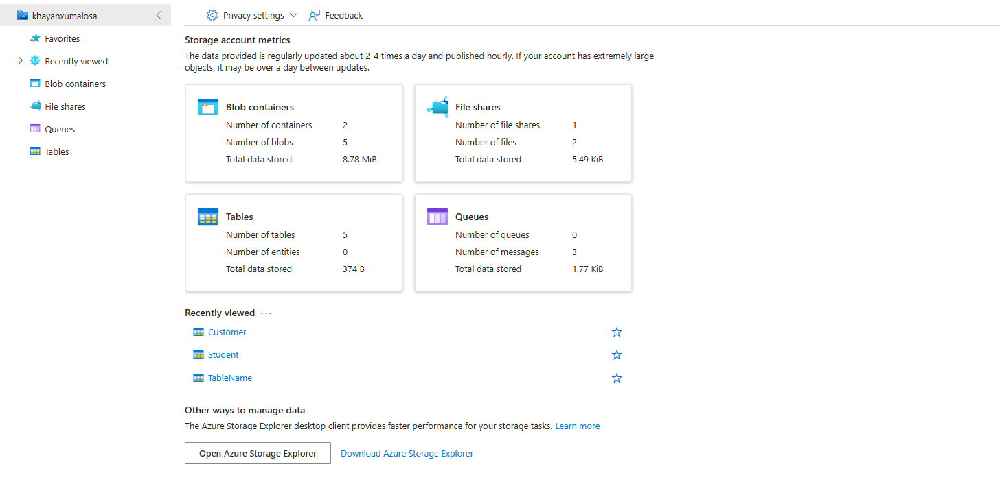 khayanxumalosa
Favorites
Recently viewed
Blob containers
File shares
Queues
Tables
Privacy settings
Feedback
Storage account metrics
The data provided is regularly updated about 2-4 times a day and published hourly. If your account has extremely large
objects, it may be over a day between updates.
Blob containers
Number of containers 2
Number of blobs 5
Total data stored 8.78 MiB
File shares
Number of file shares 1
Number of files 2
Total data stored 5.49 KiB
Tables
Number of tables 5
Number of entities 0
Total data stored 374 B
Queues
Number of queues 0
Number of messages 3
Total data stored 1.77 KiB
Recently viewed ···
Customer
Student
TableName
Other ways to manage data
The Azure Storage Explorer desktop client provides faster performance for your storage tasks. Learn more
Open Azure Storage Explorer Download Azure Storage Explorer